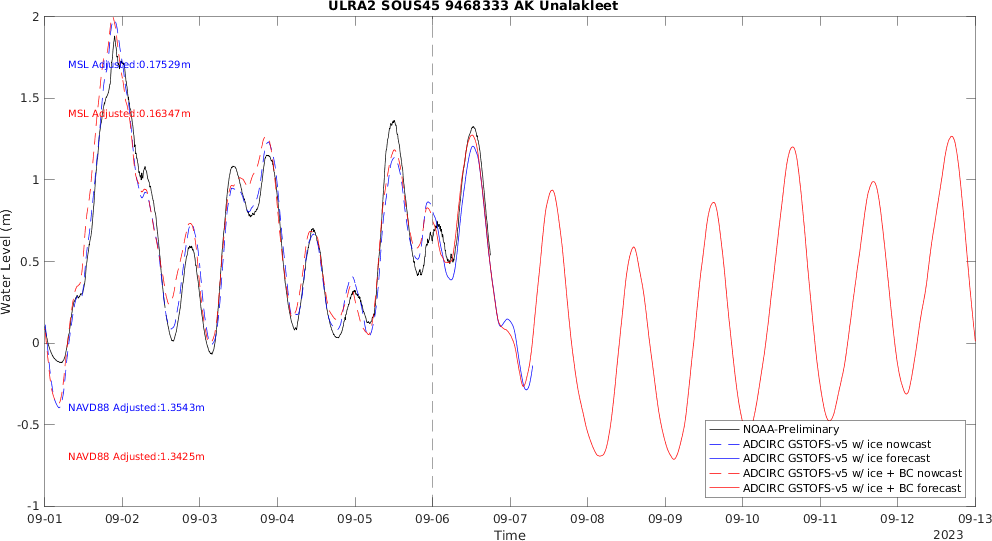 ULRA2 SOUS45 9468333 AK Unalakleet
2
1.5
1
0.5
0
-0.5
-1
Water Level (m)
MSL Adjusted:0.17529m
MSL Adjusted:0.16347m
NAVD88 Adjusted:1.3543m
NAVD88 Adjusted:1.3425m
NOAA-Preliminary
ADCIRC GSTOFS-v5 w/ ice nowcast
ADCIRC GSTOFS-v5 w/ ice forecast
ADCIRC GSTOFS-v5 w/ ice + BC nowcast
ADCIRC GSTOFS-v5 w/ ice + BC forecast
09-01 09-02 09-03 09-04 09-05 09-06 09-07 09-08 09-09 09-10 09-11 09-12 09-13
Time
2023